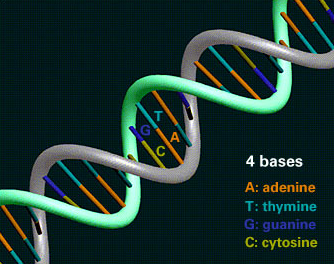 T
G
A
C
4 bases
A: adenine
T: thymine
G: guanine
C: cytosine